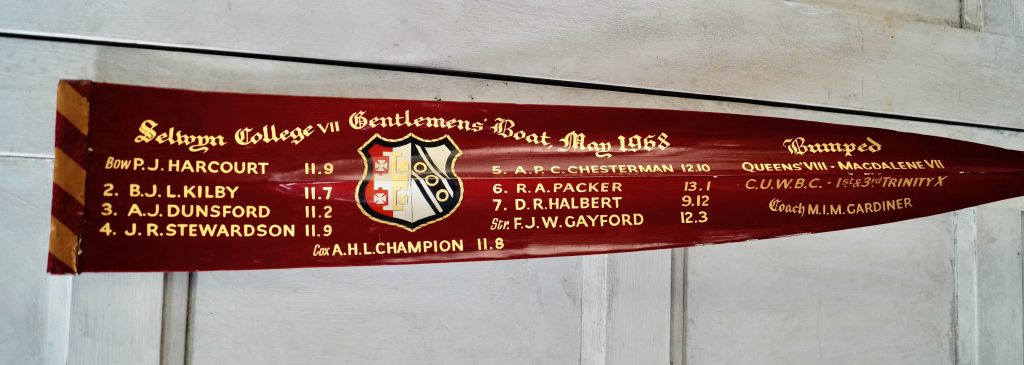 Selwyn College VII Gentlemens' Boat, May 1968
Bow P. J. HARCOURT 11.9
2. B.J.L. KILBY 11.7
3. A.J. DUNSFORD 11.2
4. J.R. STEWARDSON 11.9
5. A.P.C. CHESTERMAN 12.10
6. R.A. PACKER 13.1
7. D.R. HALBERT 9.12
Str. F.J.W. GAYFORD 12.3
Cox A.H.L. CHAMPION 11.8
Bumped
QUEENS' VIII - MAGDALENE VII
C.U.W.B.C. - 1st & 3rd TRINITY X
Coach M.I.M. GARDINER